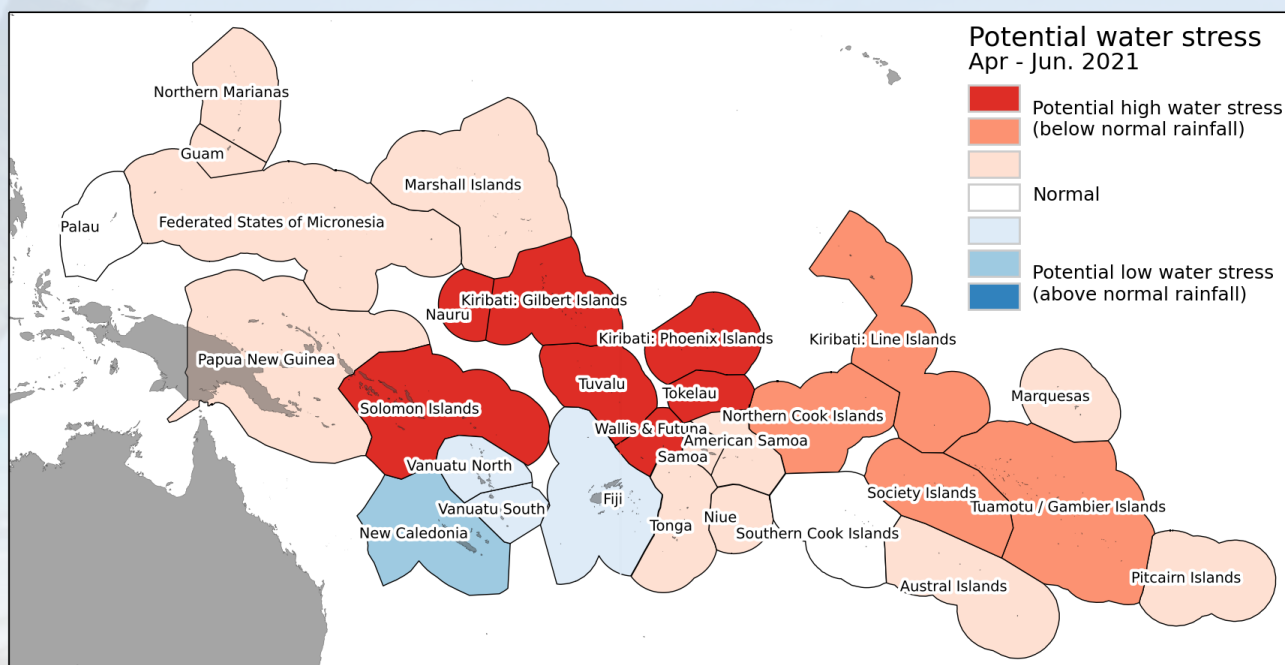 Potential water stress
Apr - Jun. 2021
Potential high water stress
(below normal rainfall)
Normal
Potential low water stress
(above normal rainfall)
Northern Marianas
Guam
Marshall Islands
Palau
Federated States of Micronesia
Kiribati: Gilbert Islands
Nauru
Kiribati: Phoenix Islands
Kiribati: Line Islands
Papua New Guinea
Tuvalu
Tokelau
Marquesas
Solomon Islands
Northern Cook Islands
Wallis & Futuna
American Samoa
Samoa
Vanuatu North
Society Islands
Fiji
Tuamotu / Gambier Islands
Vanuatu South
Niue
Tonga
New Caledonia
Southern Cook Islands
Pitcairn Islands
Austral Islands